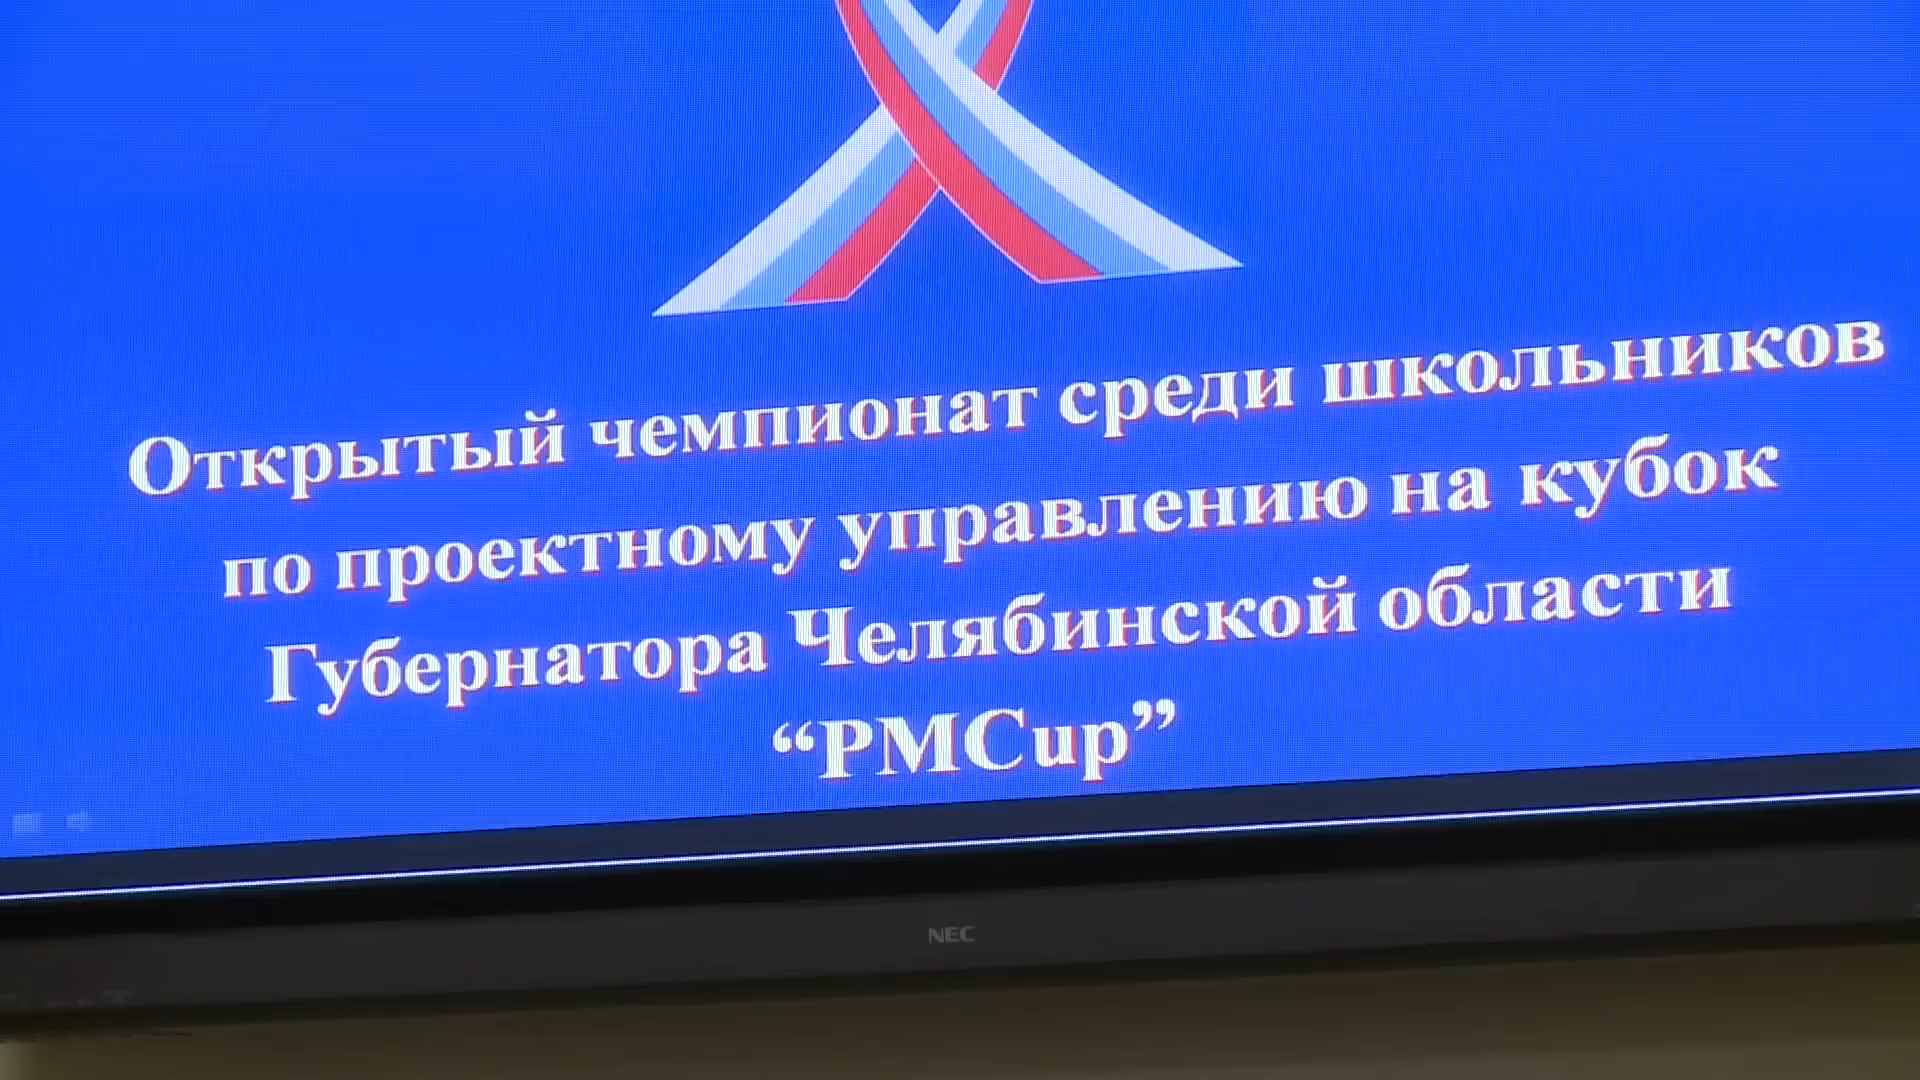 Открытый чемпионат среди школьников
по проектному управлению на кубок
Губернатора Челябинской области
“PMCup”
NEC